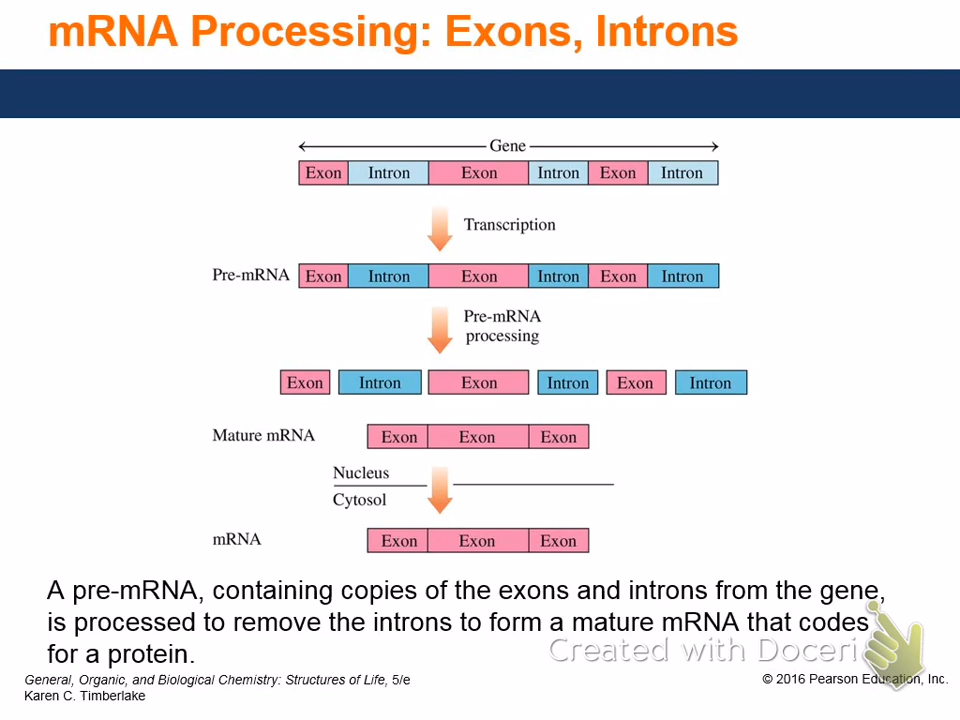 mRNA Processing: Exons, Introns
Gene
Exon Intron Exon Intron Exon Intron
Transcription
Pre-mRNA Exon Intron Exon Intron Exon Intron
Pre-mRNA
processing
Exon Intron Exon Intron Exon Intron
Mature mRNA Exon Exon Exon
Nucleus
Cytosol
mRNA Exon Exon Exon
A pre-mRNA, containing copies of the exons and introns from the gene,
is processed to remove the introns to form a mature mRNA that codes
for a protein.
Created with Doceri
General, Organic, and Biological Chemistry: Structures of Life, 5/e
Karen C. Timberlake
© 2016 Pearson Education, Inc.